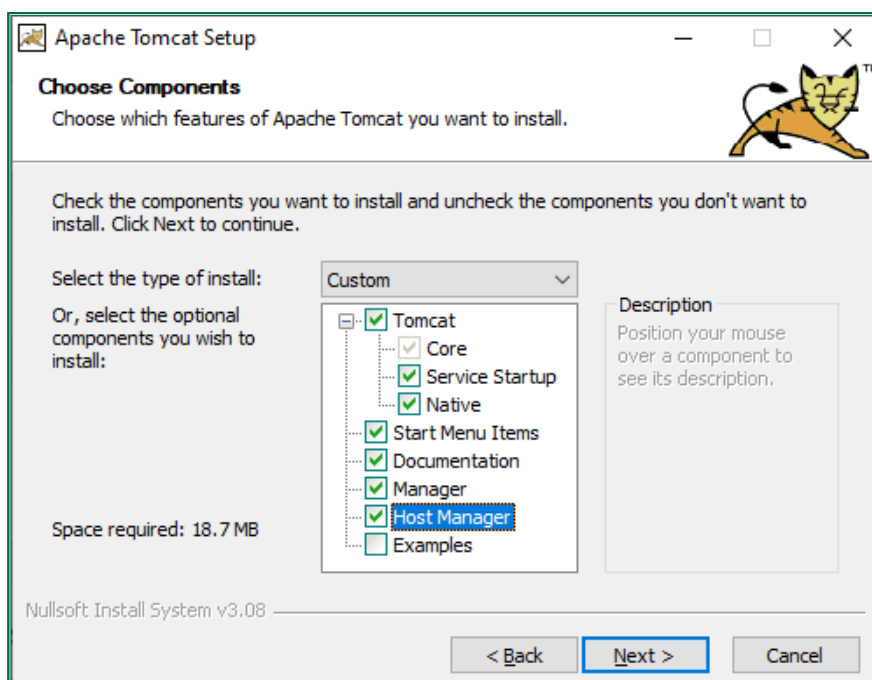 Apache Tomcat Setup
Choose Components
Choose which features of Apache Tomcat you want to install.
TM
Check the components you want to install and uncheck the components you don't want to
install. Click Next to continue.
Select the type of install:
Custom
Or, select the optional
components you wish to
install:
Tomcat
Core
Service Startup
Native
Start Menu Items
Documentation
Manager
Host Manager
Examples
Description
Position your mouse
over a component to
see its description.
Space required: 18.7 MB
Nullsoft Install System v3.08
< Back
Next >
Cancel